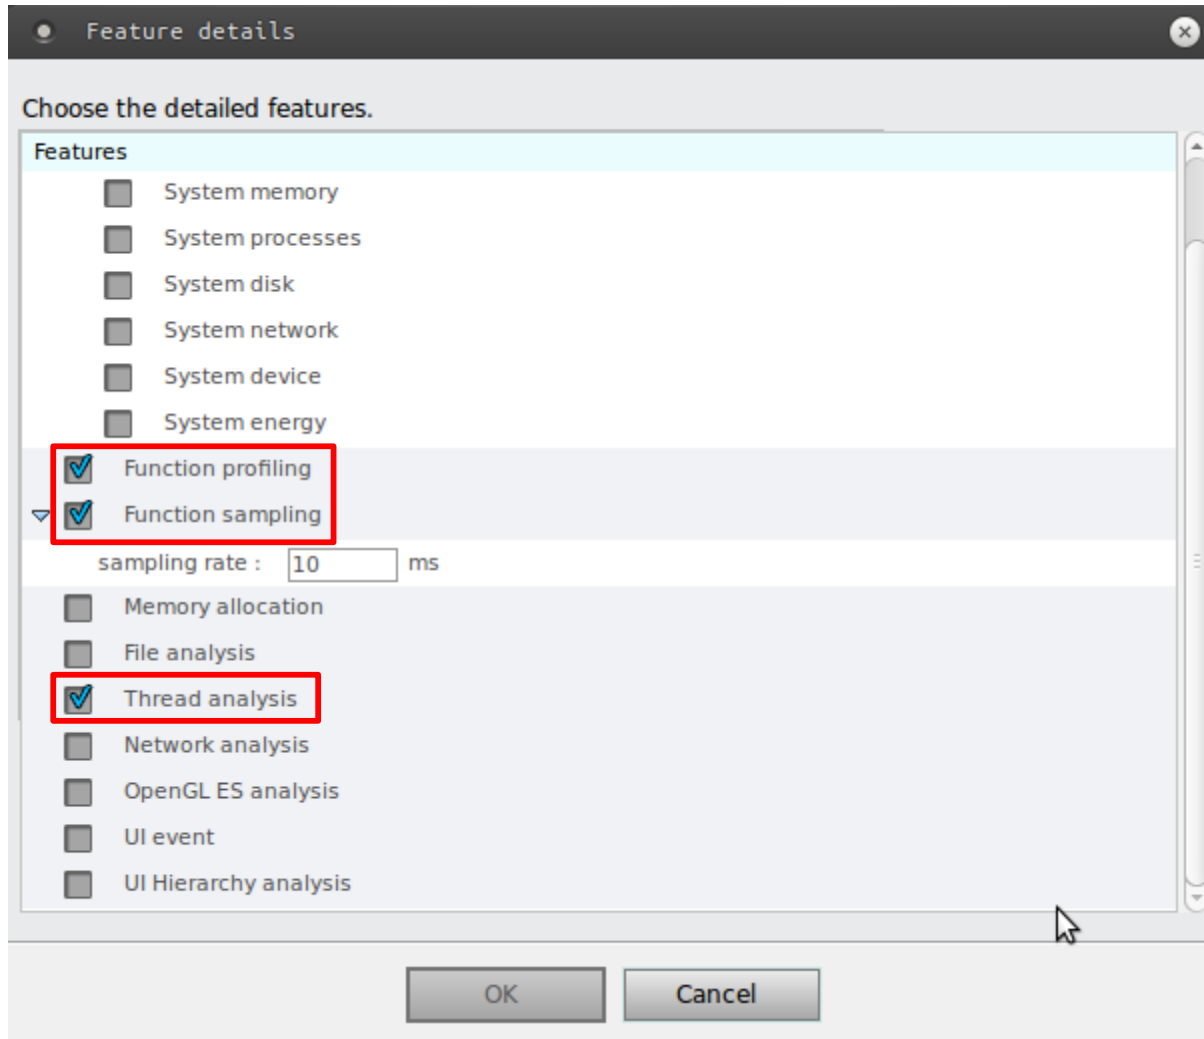 Feature details
Choose the detailed features.
Features
System memory
System processes
System disk
System network
System device
System energy
Function profiling
Function sampling
sampling rate : 10 ms
Memory allocation
File analysis
Thread analysis
Network analysis
OpenGL ES analysis
UI event
UI Hierarchy analysis
OK Cancel